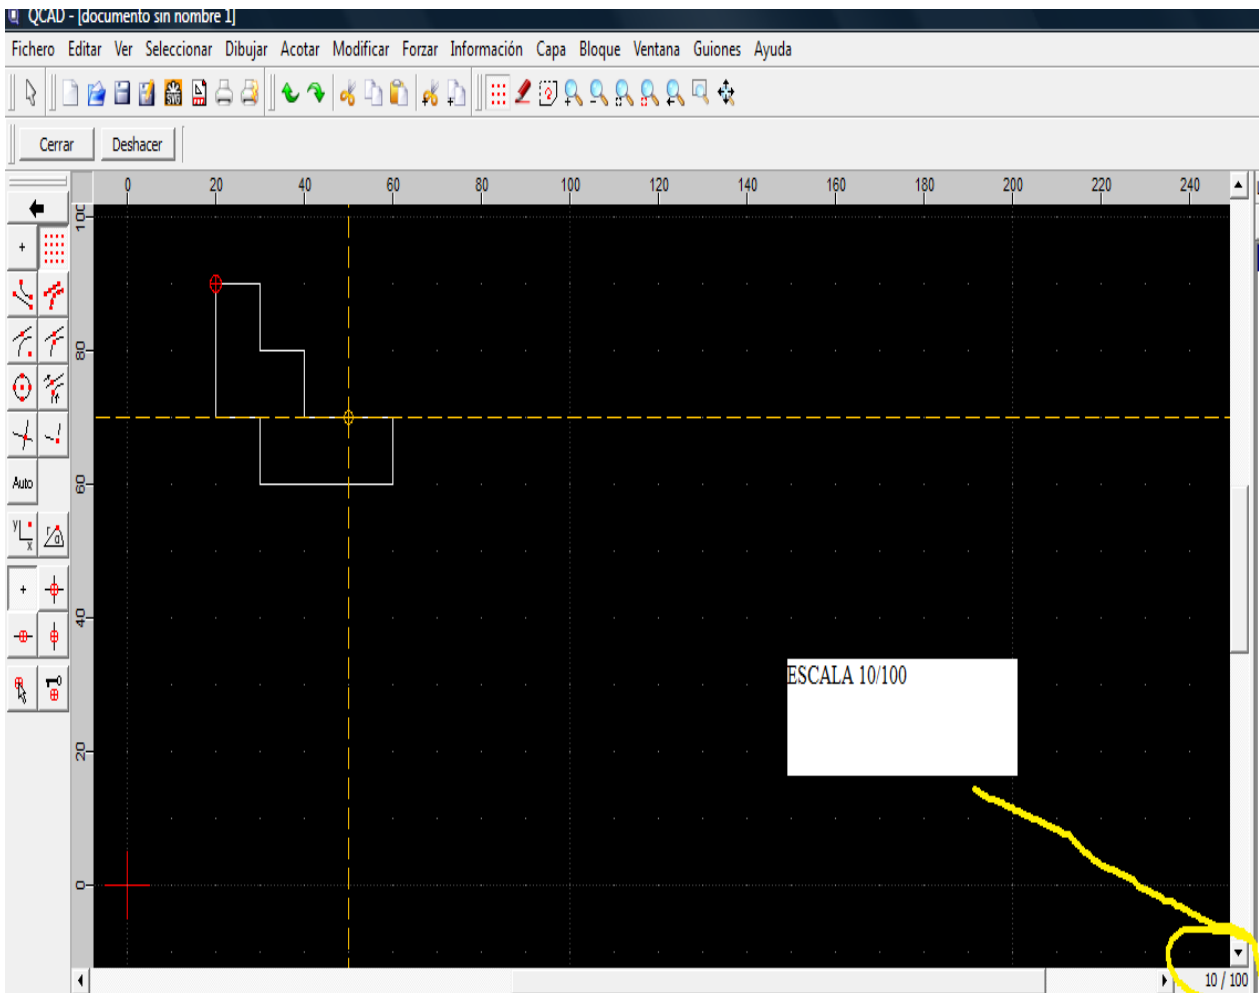 QCAD - [documento sin nombre 1]
Fichero Editar Ver Seleccionar Dibujar Acotar Modificar Forzar Información Capa Bloque Ventana Guiones Ayuda
SVG
Cerrar Deshacer
0 20 40 60 80 100 120 140 160 180 200 220 240
100
80
Auto
60
y x r a
40
ESCALA 10/100
20
0
10 / 100